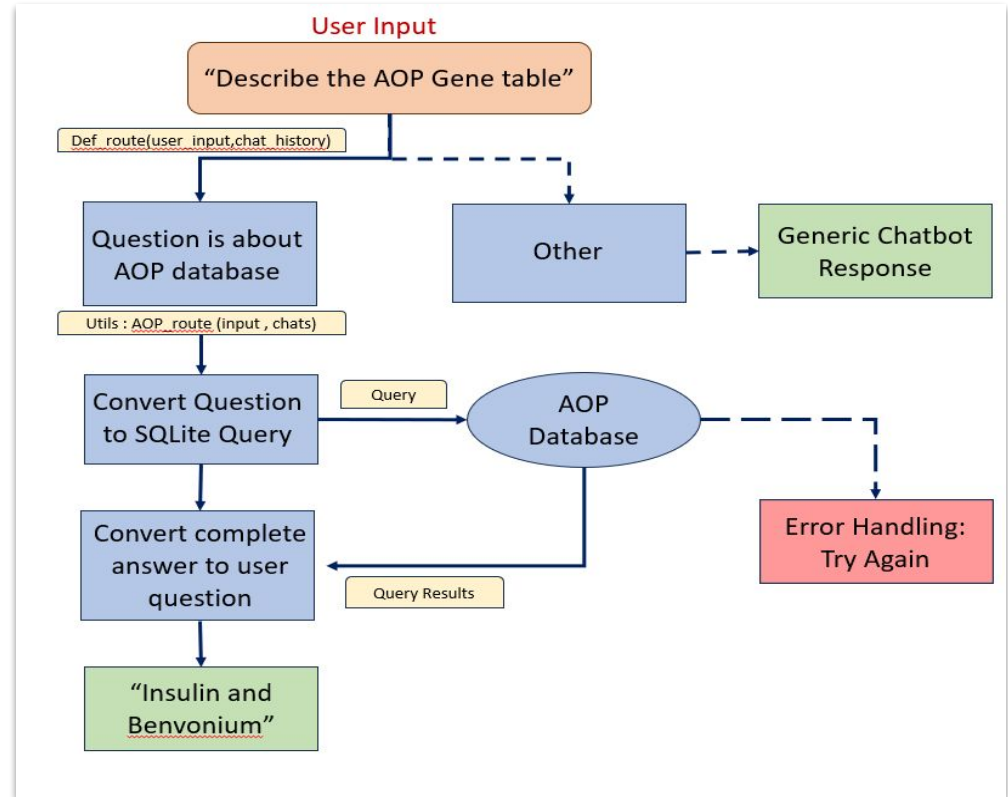 User Input
“Describe the AOP Gene table”
Def_route(user_input,chat_history)
Question is about
AOP database
Other
Generic Chatbot
Response
Utils : AOP_route (input , chats)
Convert Question
to SQLite Query
Query
AOP
Database
Error Handling:
Try Again
Convert complete
answer to user
question
Query Results
“Insulin and
Benvonium”